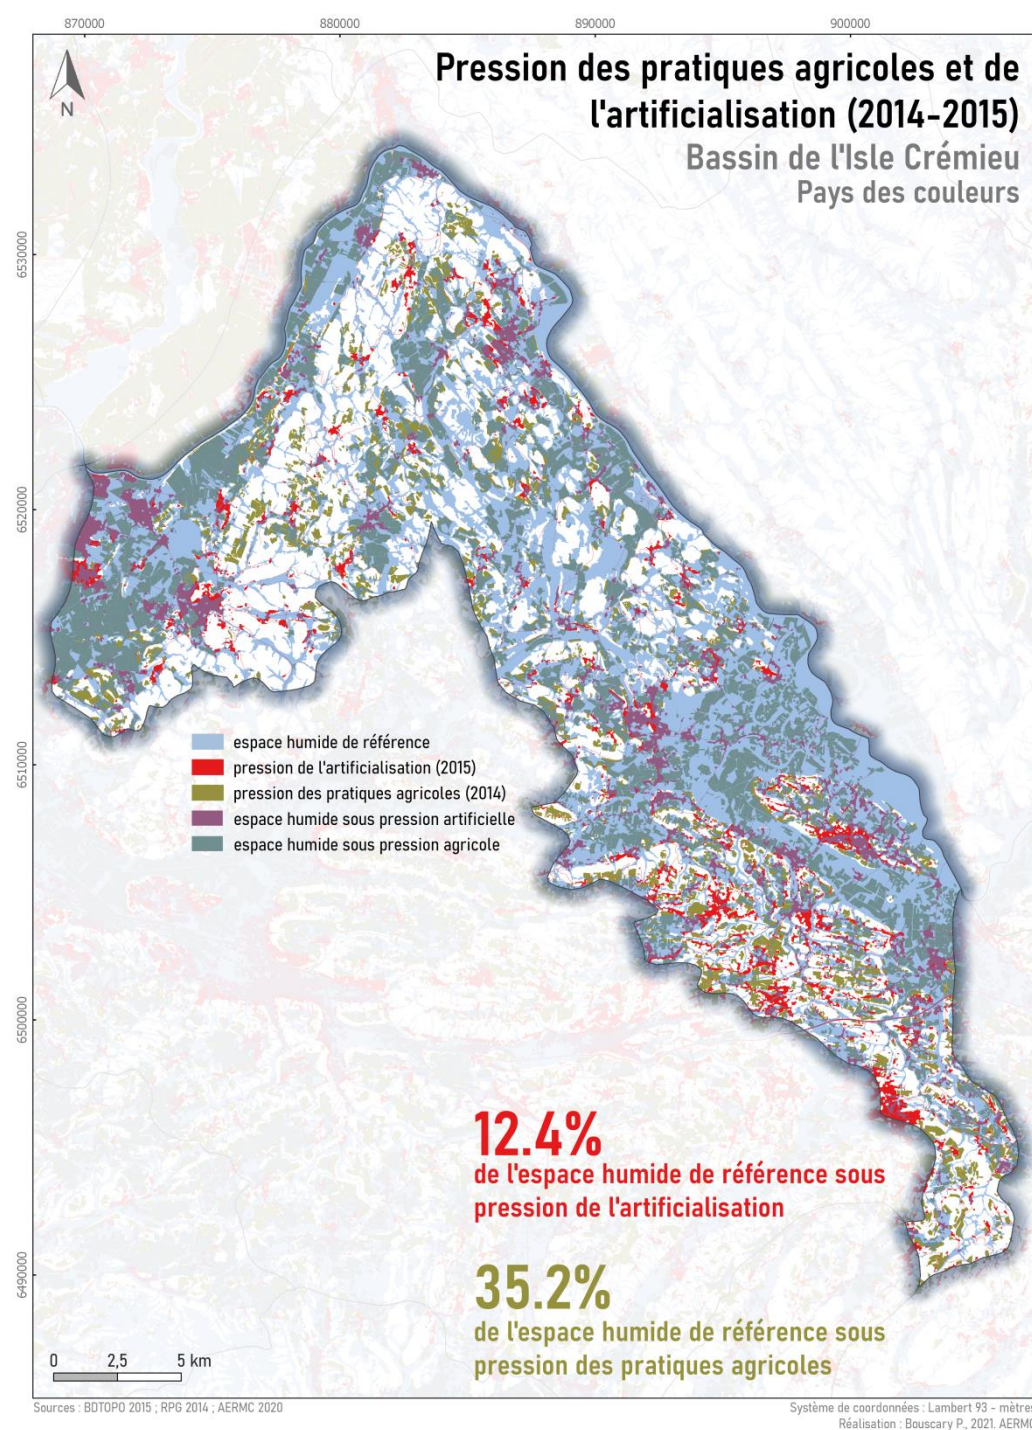 870000
880000
890000
900000
Pression des pratiques agricoles et de
l'artificialisation (2014-2015)
Bassin de l'Isle Crémieu
Pays des couleurs
N
6530000
6520000
6510000
6500000
6490000
espace humide de référence
pression de l'artificialisation (2015)
pression des pratiques agricoles (2014)
espace humide sous pression artificielle
espace humide sous pression agricole
12.4%
de l'espace humide de référence sous
pression de l'artificialisation
35.2%
de l'espace humide de référence sous
pression des pratiques agricoles
0 2,5 5 km
Sources : BDTOPO 2015 ; RPG 2014 ; AERMC 2020
Système de coordonnées : Lambert 93 - mètres
Réalisation : Bouscary P., 2021. AERMC